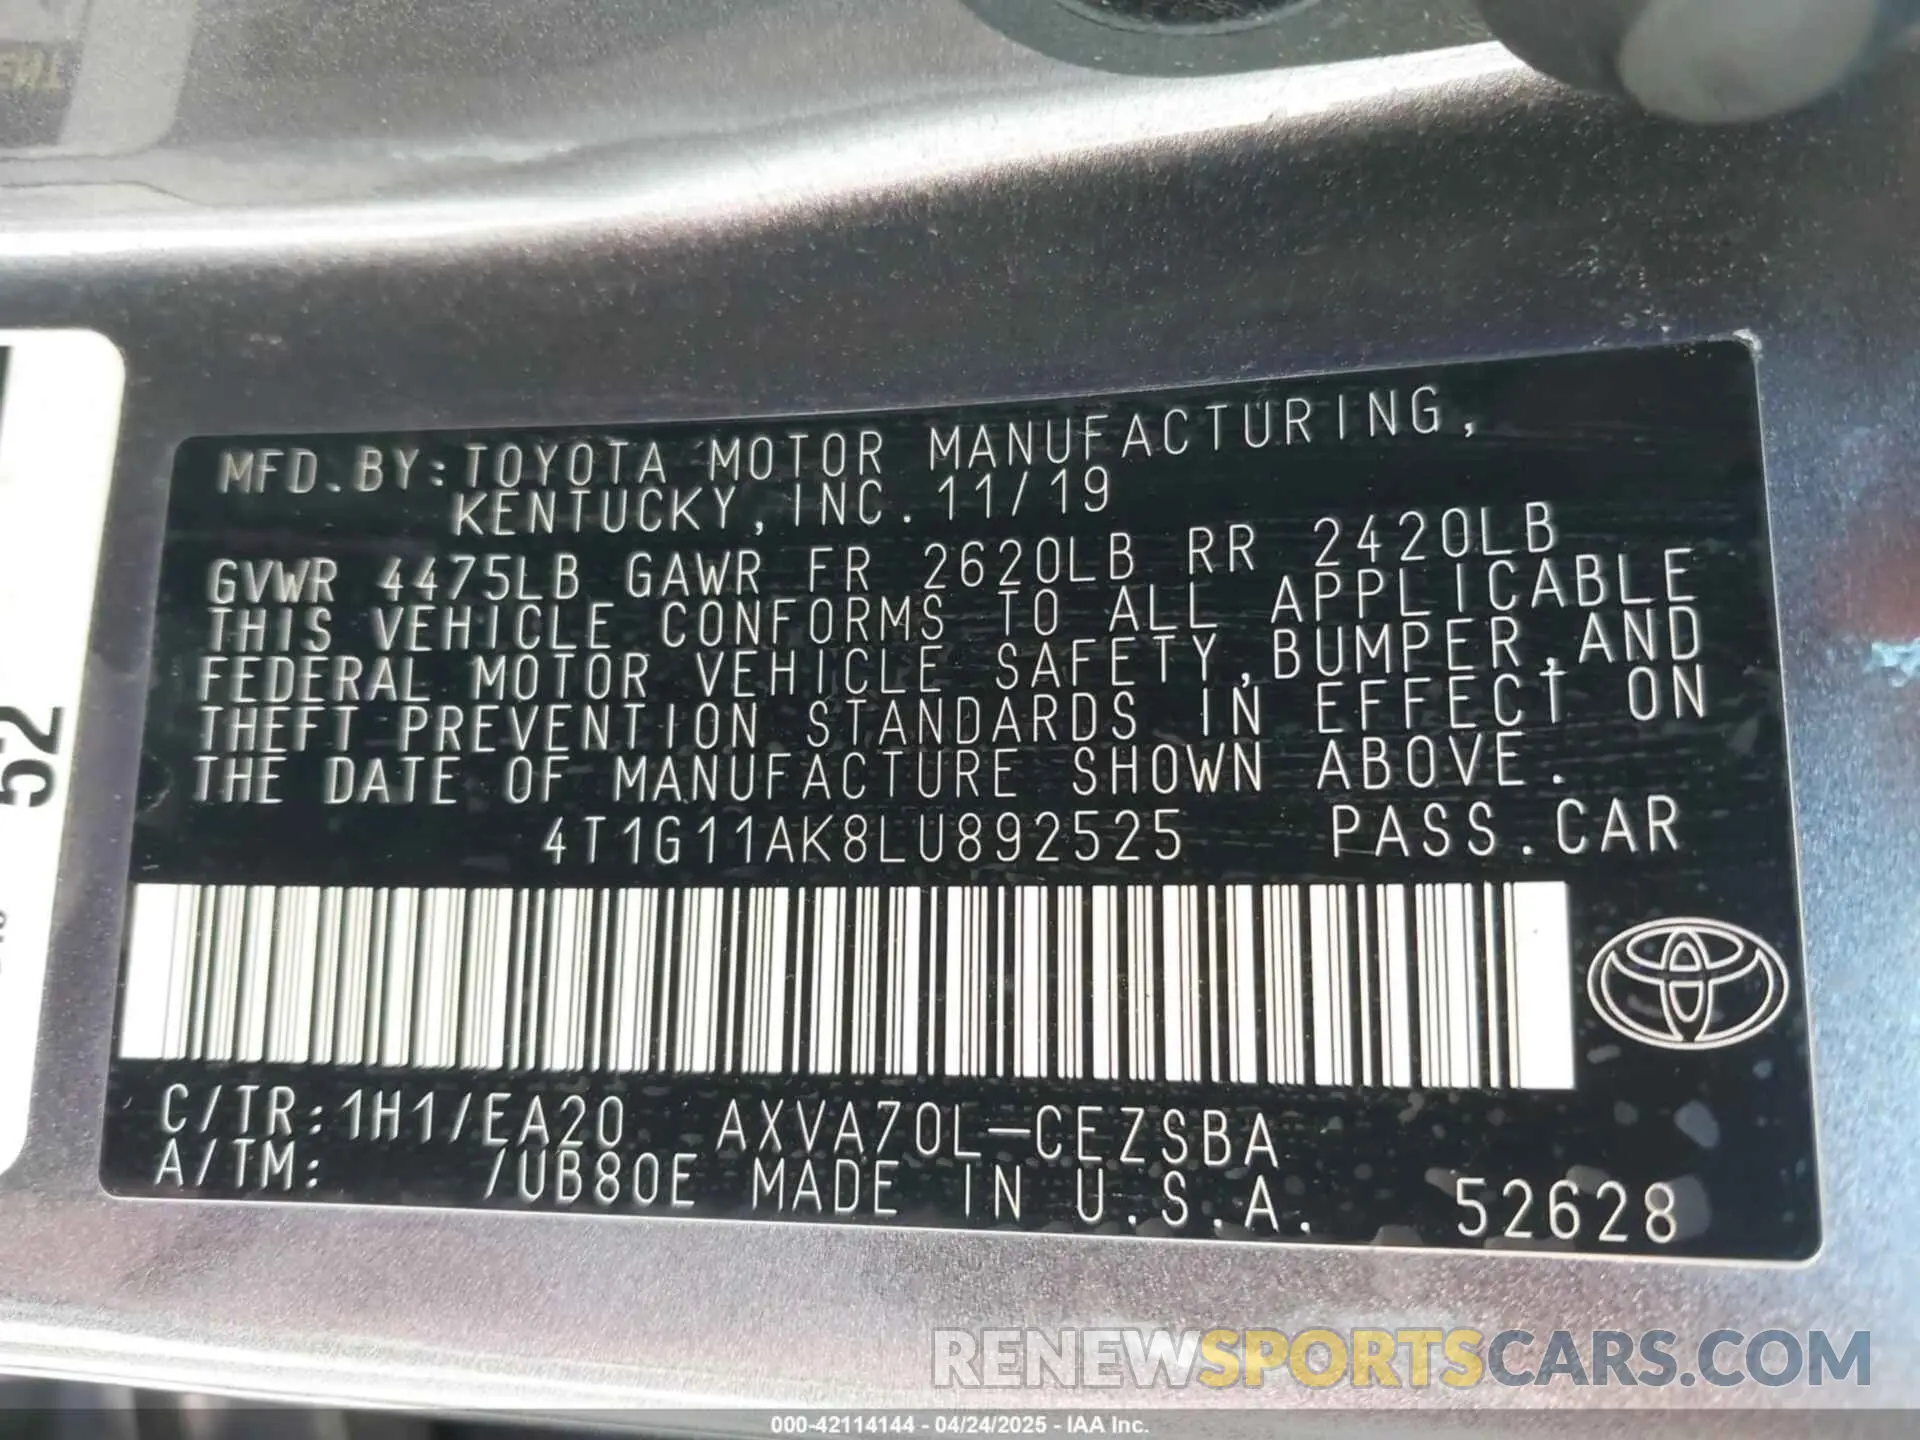 MFD.BY:TOYOTA MOTOR MANUFACTURING,
KENTUCKY,INC. 11/19
GVWR 4475LB GAWR FR 2620LB RR 2420LB
THIS VEHICLE CONFORMS TO ALL APPLICABLE
FEDERAL MOTOR VEHICLE SAFETY,BUMPER,AND
THEFT PREVENTION STANDARDS IN EFFECT ON
THE DATE OF MANUFACTURE SHOWN ABOVE.
4T1G11AK8LU892525 PASS.CAR
C/TR:1H1/EA20 AXVA70L-CEZSBA
A/TM: /UB80E MADE IN U.S.A. 52628
52
RENEWSPORTSCARS.COM
000-42114144 - 04/24/2025 - IAA Inc.